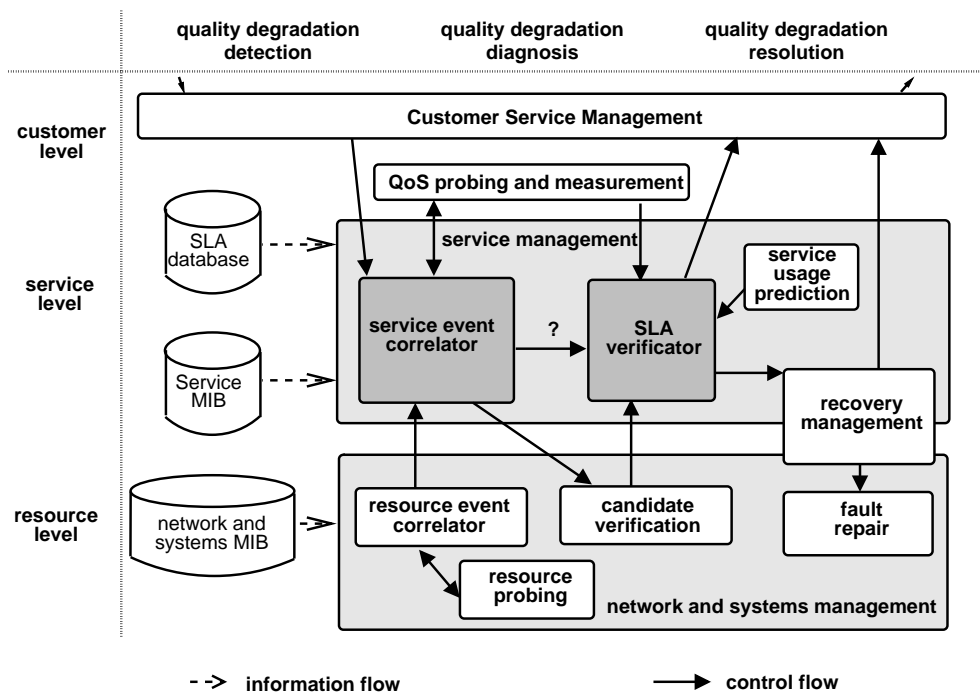 quality degradation
detection
quality degradation
diagnosis
quality degradation
resolution
customer
level
Customer Service Management
QoS probing and measurement
SLA
database
service management
service
level
service
usage
prediction
service event
correlator
?
SLA
verificator
Service
MIB
recovery
management
resource
level
network and
systems MIB
resource event
correlator
candidate
verification
fault
repair
resource
probing
network and systems management
information flow
control flow